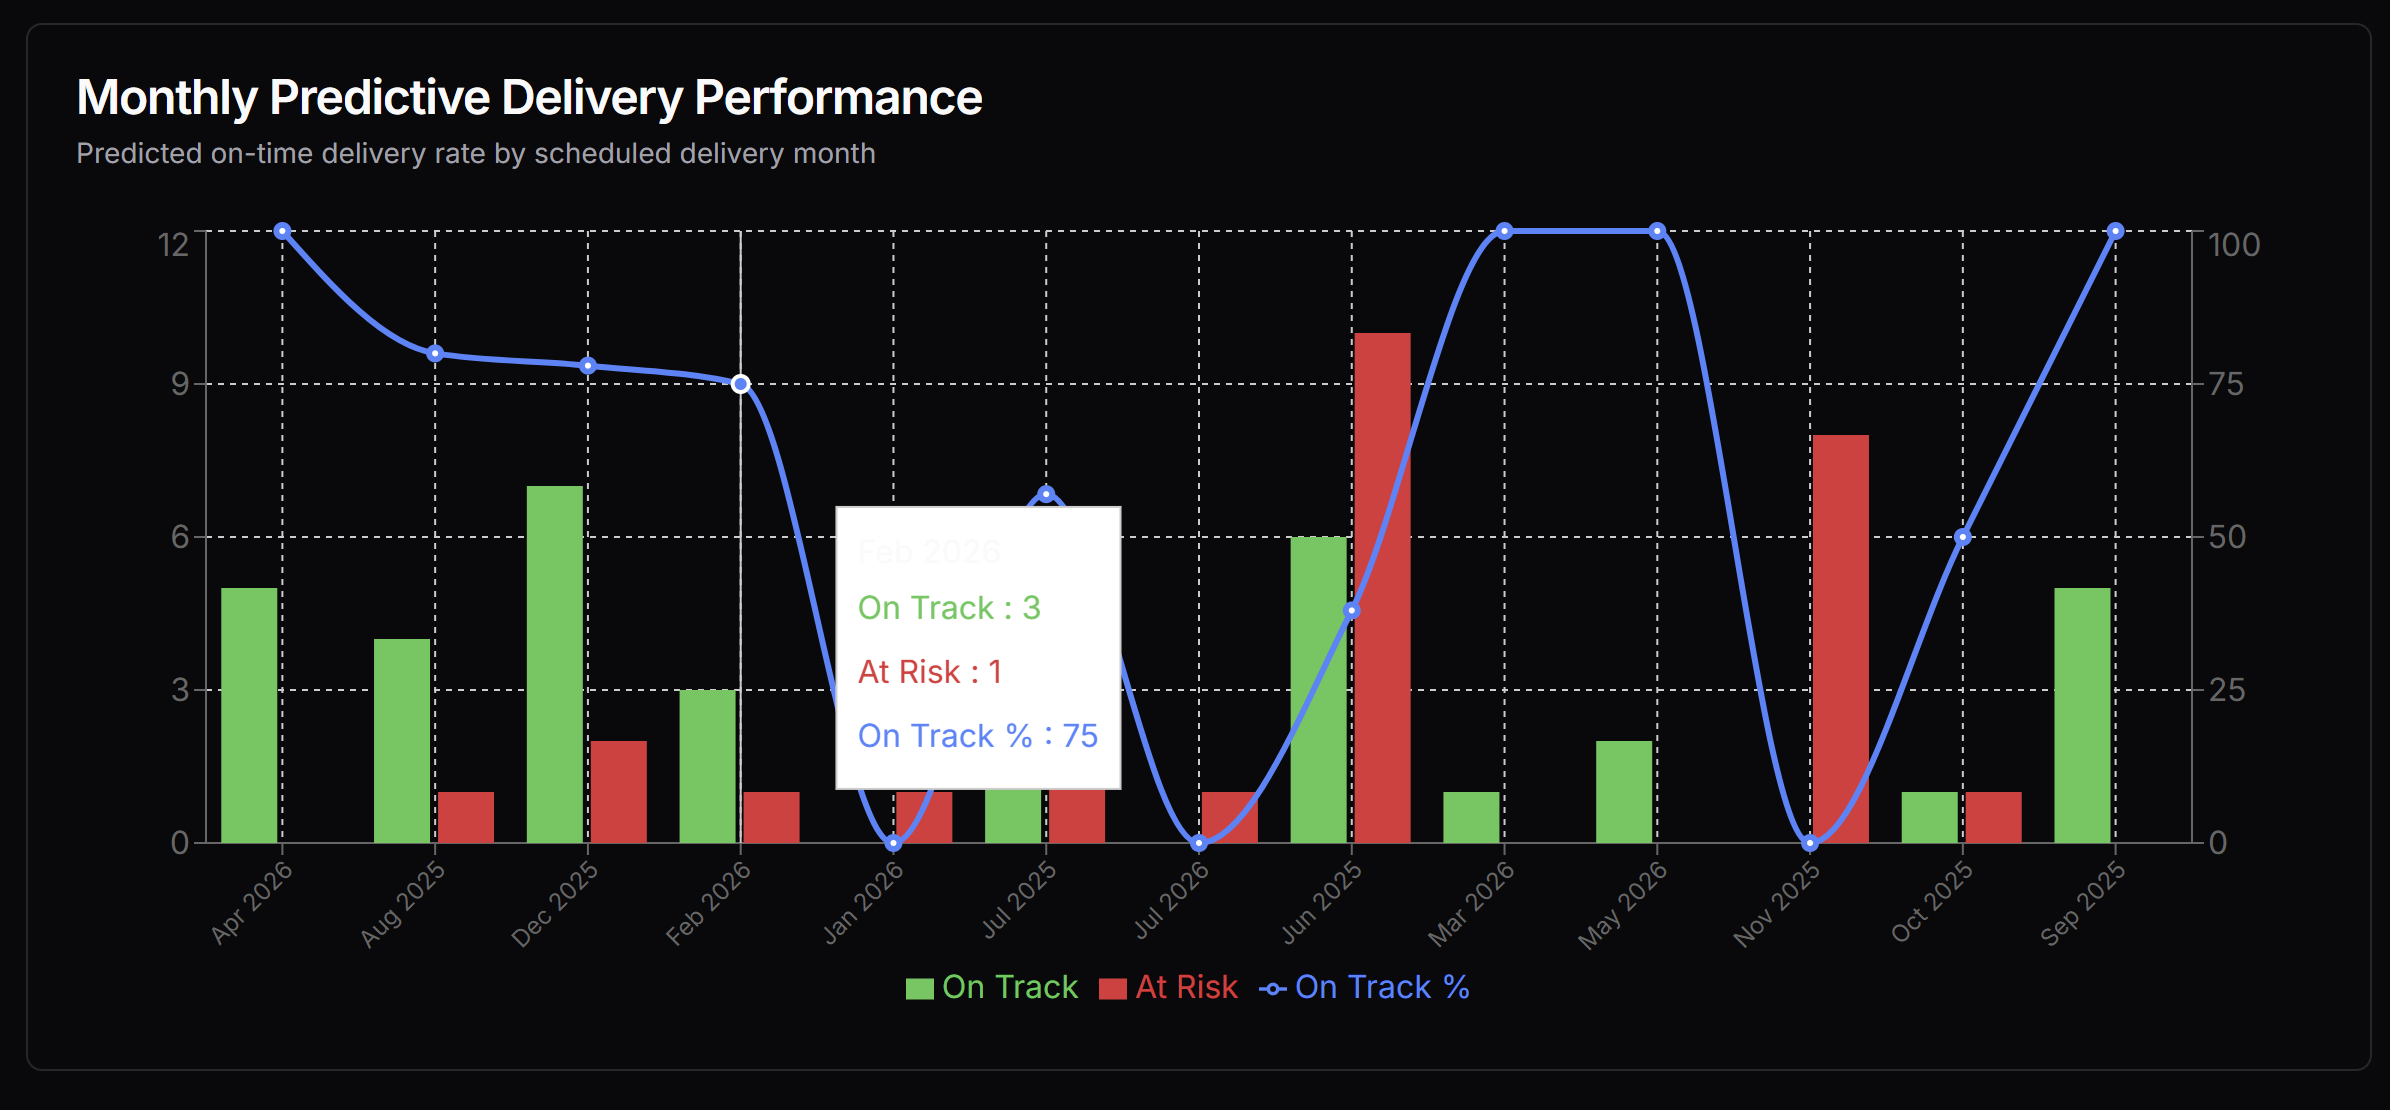 Monthly Predictive Delivery Performance
Predicted on-time delivery rate by scheduled delivery month
12
9
6
3
0
100
75
50
25
0
Feb 2026
On Track : 3
At Risk : 1
On Track % : 75
Apr 2026
Aug 2025
Dec 2025
Feb 2026
Jan 2026
Jul 2025
Jul 2026
Jun 2025
Mar 2026
May 2026
Nov 2025
Oct 2025
Sep 2025
On Track At Risk On Track %